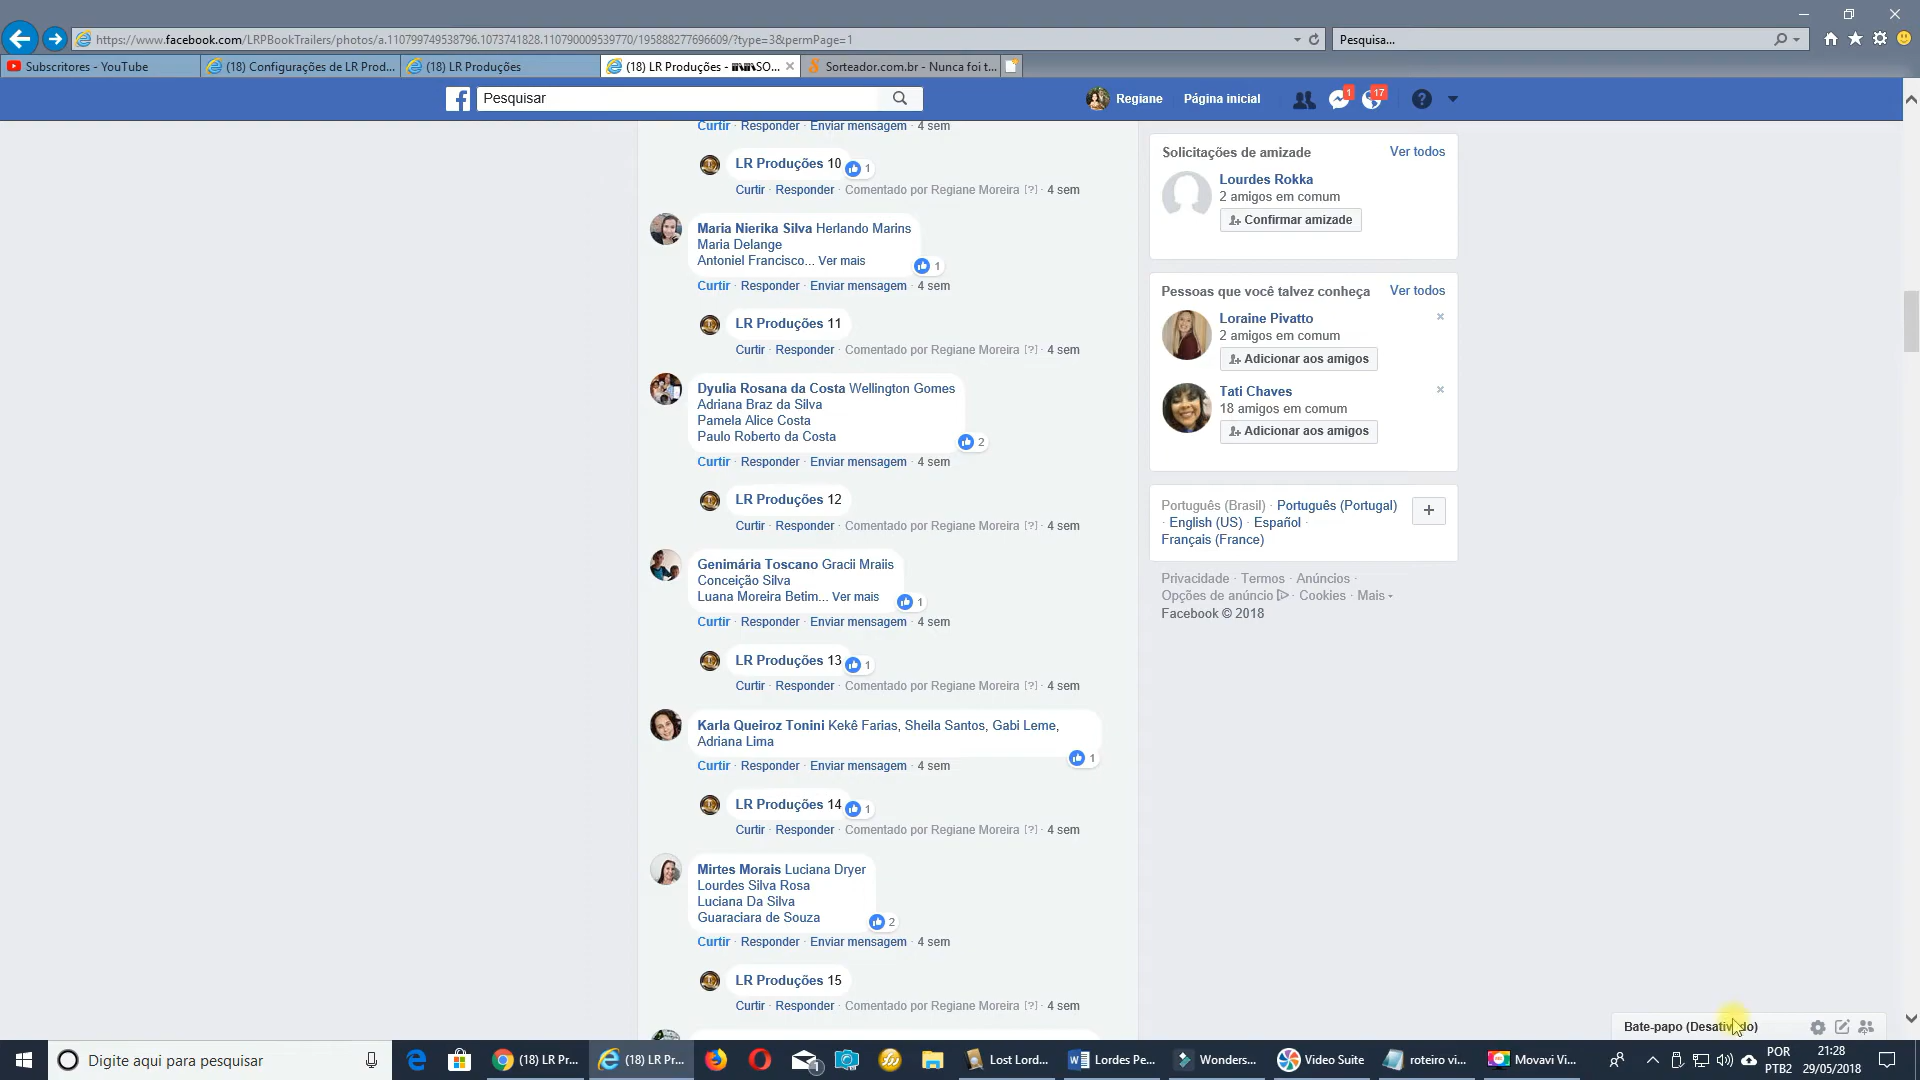 https://www.facebook.com/LRPBookTrailers/photos/a.110799749538796.1073741828.110790009539770/195888277696609/?type=3&permPage=1
Pesquisa...
Subscritores - YouTube
(18) Configurações de LR Prod...
(18) LR Produções
(18) LR Produções -
SO...
Sorteador.com.br - Nunca foi t...
Pesquisar
Regiane
Página inicial
1
17
Curtir · Responder · Enviar mensagem · 4 sem
LR Produções 10
1
Curtir · Responder · Comentado por Regiane Moreira [?] · 4 sem
Maria Nierika Silva Herlando Marins
Maria Delange
Antoniel Francisco... Ver mais
1
Curtir · Responder · Enviar mensagem · 4 sem
LR Produções 11
Curtir · Responder · Comentado por Regiane Moreira [?] · 4 sem
Dyulia Rosana da Costa Wellington Gomes
Adriana Braz da Silva
Pamela Alice Costa
Paulo Roberto da Costa
2
Curtir · Responder · Enviar mensagem · 4 sem
LR Produções 12
Curtir · Responder · Comentado por Regiane Moreira [?] · 4 sem
Genimária Toscano Gracii Mraiis
Conceição Silva
Luana Moreira Betim... Ver mais
1
Curtir · Responder · Enviar mensagem · 4 sem
LR Produções 13
1
Curtir · Responder · Comentado por Regiane Moreira [?] · 4 sem
Karla Queiroz Tonini Kekê Farias, Sheila Santos, Gabi Leme,
Adriana Lima
1
Curtir · Responder · Enviar mensagem · 4 sem
LR Produções 14
1
Curtir · Responder · Comentado por Regiane Moreira [?] · 4 sem
Mirtes Morais Luciana Dryer
Lourdes Silva Rosa
Luciana Da Silva
Guaraciara de Souza
2
Curtir · Responder · Enviar mensagem · 4 sem
LR Produções 15
Curtir · Responder · Comentado por Regiane Moreira [?] · 4 sem
Solicitações de amizade
Ver todos
Lourdes Rokka
2 amigos em comum
Confirmar amizade
Pessoas que você talvez conheça
Ver todos
Loraine Pivatto
2 amigos em comum
Adicionar aos amigos
Tati Chaves
18 amigos em comum
Adicionar aos amigos
Português (Brasil) · Português (Portugal)
· English (US) · Español ·
Français (France)
Privacidade · Termos · Anúncios ·
Opções de anúncio · Cookies · Mais
Facebook © 2018
Bate-papo (Desativado)
Digite aqui para pesquisar
(18) LR Pr...
(18) LR Pr...
1
Lost Lord...
Lordes Pe...
Wonders...
Video Suite
roteiro vi...
Movavi Vi...
POR
PTB2
21:28
29/05/2018